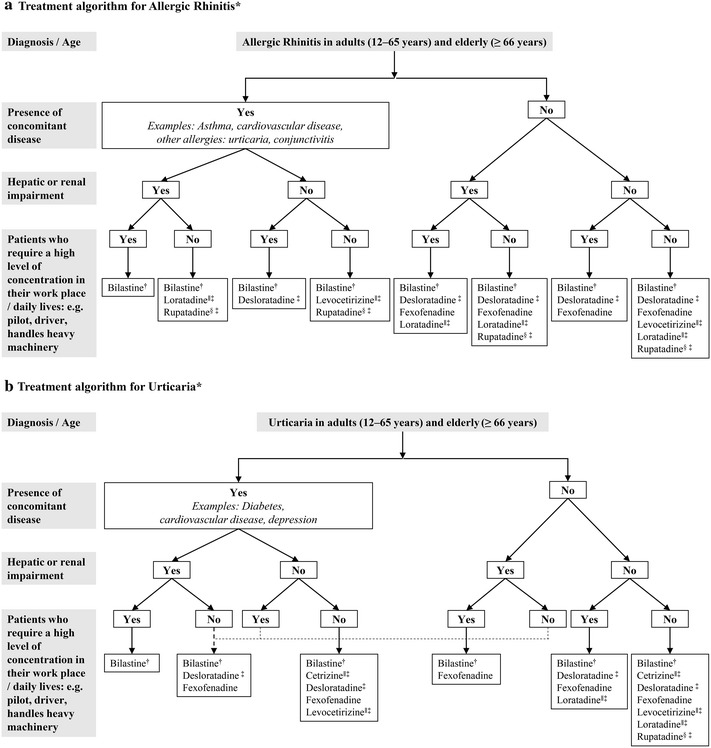 a Treatment algorithm for Allergic Rhinitis*
Diagnosis / Age
Allergic Rhinitis in adults (12–65 years) and elderly (≥ 66 years)
Presence of
concomitant
disease
Yes
Examples: Asthma, cardiovascular disease,
other allergies: urticaria, conjunctivitis
No
Hepatic or renal
impairment
Yes
No
Yes
No
Patients who
require a high
level of
concentration in
their work place
/ daily lives: e.g.
pilot, driver,
handles heavy
machinery
Yes
No
Yes
No
Yes
No
Yes
No
Bilastine†
Bilastine†
Loratadine‖‡
Rupatadine§ ‡
Bilastine†
Desloratadine ‡
Bilastine†
Levocetirizine‖‡
Rupatadine§ ‡
Bilastine†
Desloratadine ‡
Fexofenadine
Loratadine‖‡
Bilastine†
Desloratadine ‡
Fexofenadine
Loratadine‖‡
Rupatadine§ ‡
Bilastine†
Desloratadine ‡
Fexofenadine
Bilastine†
Desloratadine ‡
Fexofenadine
Levocetirizine‖‡
Loratadine‖‡
Rupatadine§ ‡
b Treatment algorithm for Urticaria*
Diagnosis / Age
Urticaria in adults (12–65 years) and elderly (≥ 66 years)
Presence of
concomitant
disease
Yes
Examples: Diabetes,
cardiovascular disease, depression
No
Hepatic or renal
impairment
Yes
No
Yes
No
Patients who
require a high
level of
concentration in
their work place
/ daily lives: e.g.
pilot, driver,
handles heavy
machinery
Yes
No
Yes
No
Yes
No
Yes
No
Bilastine†
Bilastine†
Desloratadine ‡
Fexofenadine
Bilastine†
Cetrizine‖‡
Desloratadine‡
Fexofenadine
Levocetirizine‖‡
Bilastine†
Fexofenadine
Bilastine†
Desloratadine ‡
Fexofenadine
Loratadine‖‡
Bilastine†
Cetrizine‖‡
Desloratadine ‡
Fexofenadine
Levocetirizine‖‡
Loratadine‖‡
Rupatadine§ ‡